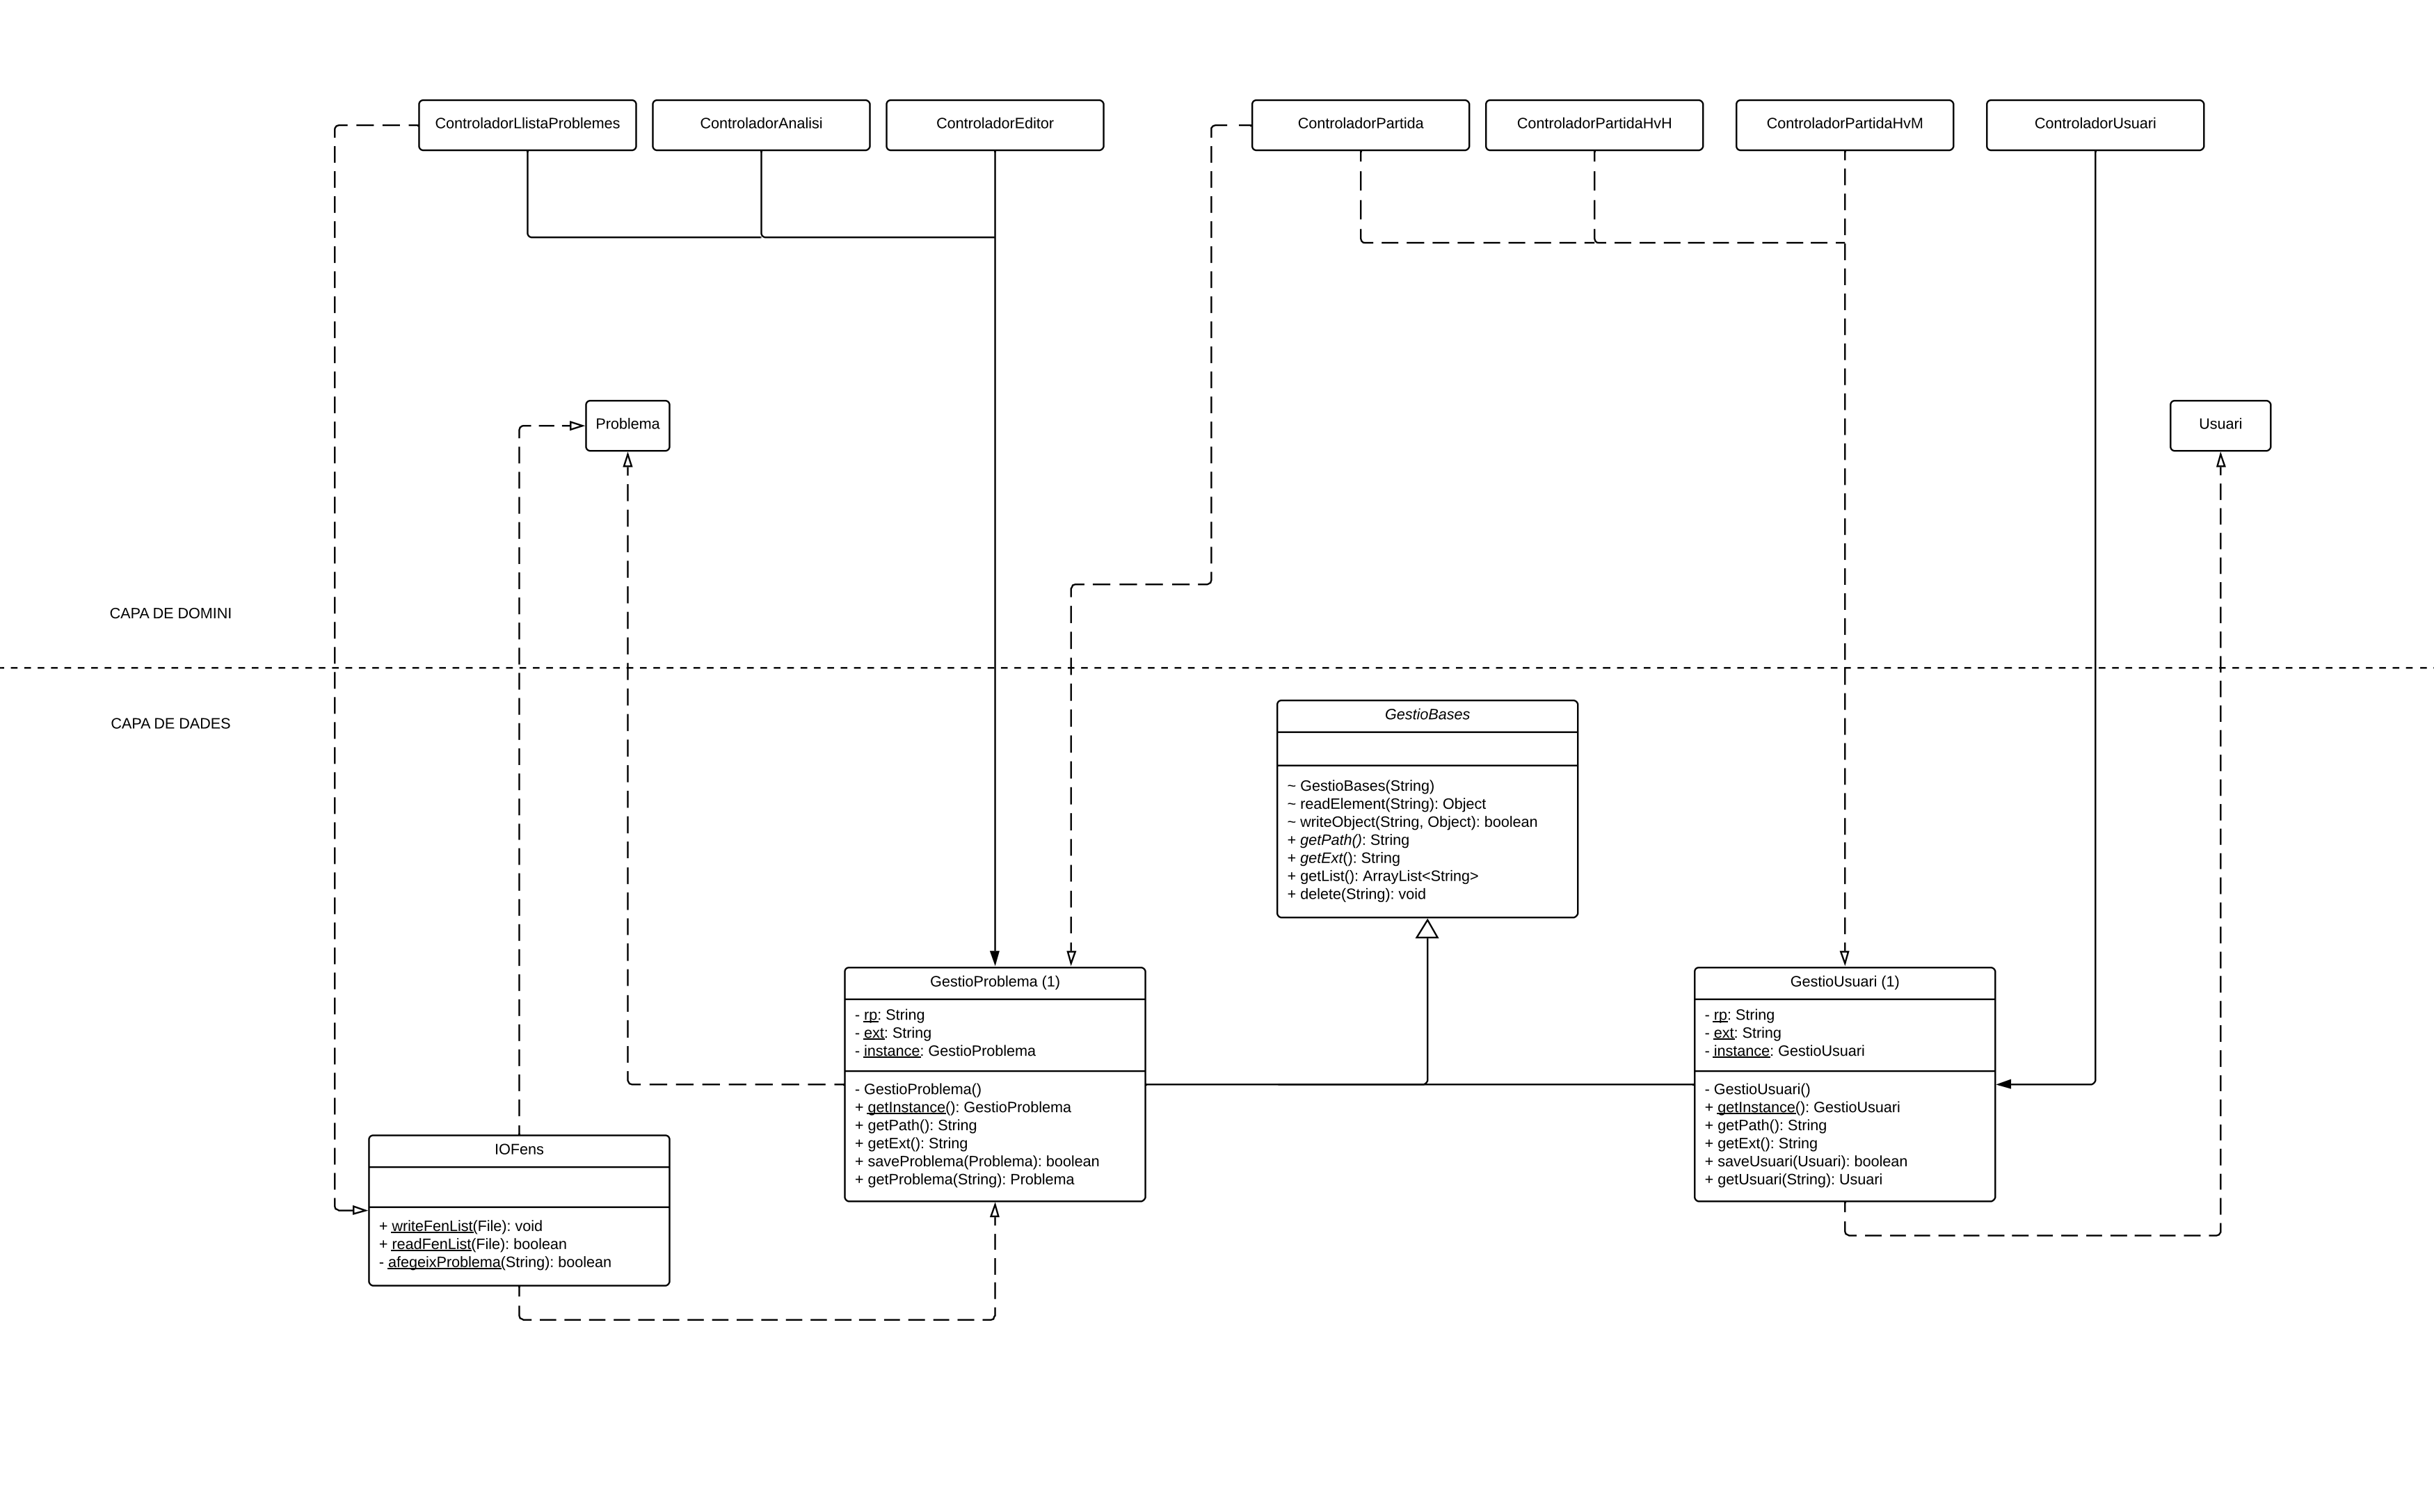 ControladorLlistaProblemes
ControladorAnalisi
ControladorEditor
ControladorPartida
ControladorPartidaHvH
ControladorPartidaHvM
ControladorUsuari
Problema
Usuari
CAPA DE DOMINI
CAPA DE DADES
GestioBases
~ GestioBases(String)
~ readElement(String): Object
~ writeObject(String, Object): boolean
+ getPath(): String
+ getExt(): String
+ getList(): ArrayList<String>
+ delete(String): void
GestioProblema (1)
- rp: String
- ext: String
- instance: GestioProblema
- GestioProblema()
+ getInstance(): GestioProblema
+ getPath(): String
+ getExt(): String
+ saveProblema(Problema): boolean
+ getProblema(String): Problema
GestioUsuari (1)
- rp: String
- ext: String
- instance: GestioUsuari
- GestioUsuari()
+ getInstance(): GestioUsuari
+ getPath(): String
+ getExt(): String
+ saveUsuari(Usuari): boolean
+ getUsuari(String): Usuari
IOFens
+ writeFenList(File): void
+ readFenList(File): boolean
- afegeixProblema(String): boolean